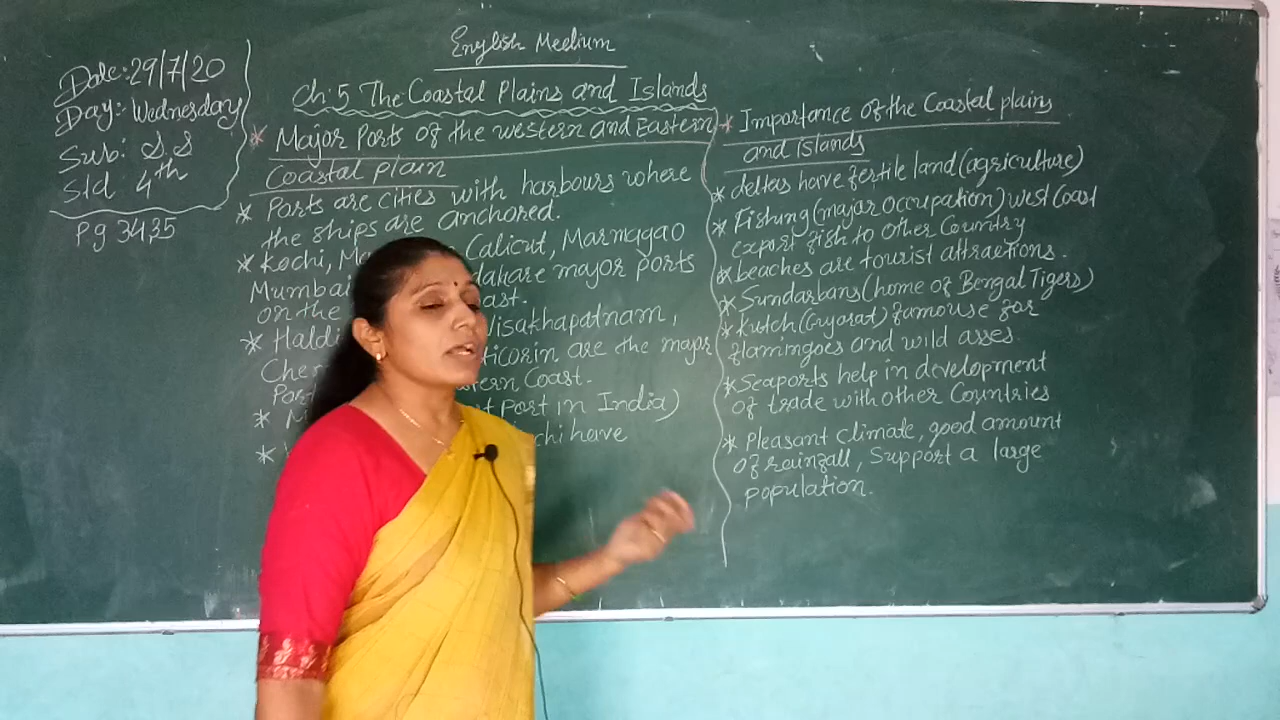 English Medium
Date: 29/7/20
Day: Wednesday
Sub: S.S
Std 4th
Pg 34,35
Ch: 5 The Coastal Plains and Islands
* Major Ports of the western and Eastern
Coastal plain
* Ports are cities with harbours where
the ships are anchored.
* Kochi, Calicut, Marmagao
Mumbai major ports
on the
*
Visakhapatnam,
are the major
Coast.
* port in India)
* have
* Importance of the Coastal plains
and Islands
* deltas have fertile land (agriculture)
* Fishing (major occupation) west Coast
export fish to other Country
* beaches are tourist attractions.
* Sundarbans (home of Bengal Tigers)
* Kutch (Gujarat) famouse for
flamingoes and wild asses.
* Seaports help in development
of trade with other Countries
* Pleasant climate, good amount
of rainfall, Support a large
population.